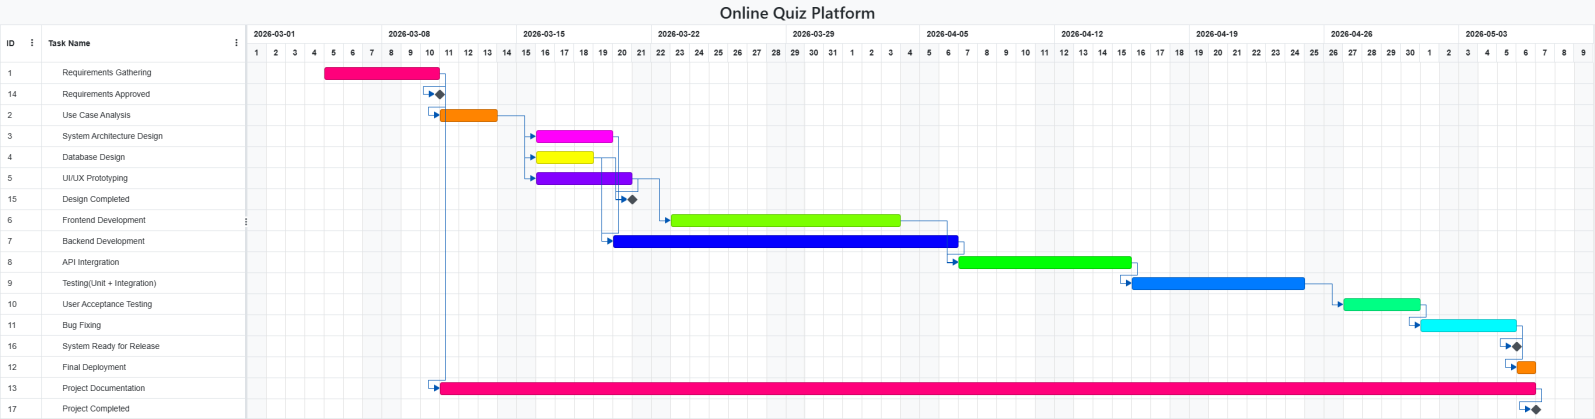 Online Quiz Platform
ID Task Name 2026-03-01 2026-03-08 2026-03-15 2026-03-22 2026-03-29 2026-04-05 2026-04-12 2026-04-19 2026-04-26 2026-05-03
1 2 3 4 5 6 7 8 9 10 11 12 13 14 15 16 17 18 19 20 21 22 23 24 25 26 27 28 29 30 31 1 2 3 4 5 6 7 8 9 10 11 12 13 14 15 16 17 18 19 20 21 22 23 24 25 26 27 28 29 30 1 2 3 4 5 6 7 8 9
1 Requirements Gathering
14 Requirements Approved
2 Use Case Analysis
3 System Architecture Design
4 Database Design
5 UI/UX Prototyping
15 Design Completed
6 Frontend Development
7 Backend Development
8 API Intergration
9 Testing(Unit + Integration)
10 User Acceptance Testing
11 Bug Fixing
16 System Ready for Release
12 Final Deployment
13 Project Documentation
17 Project Completed